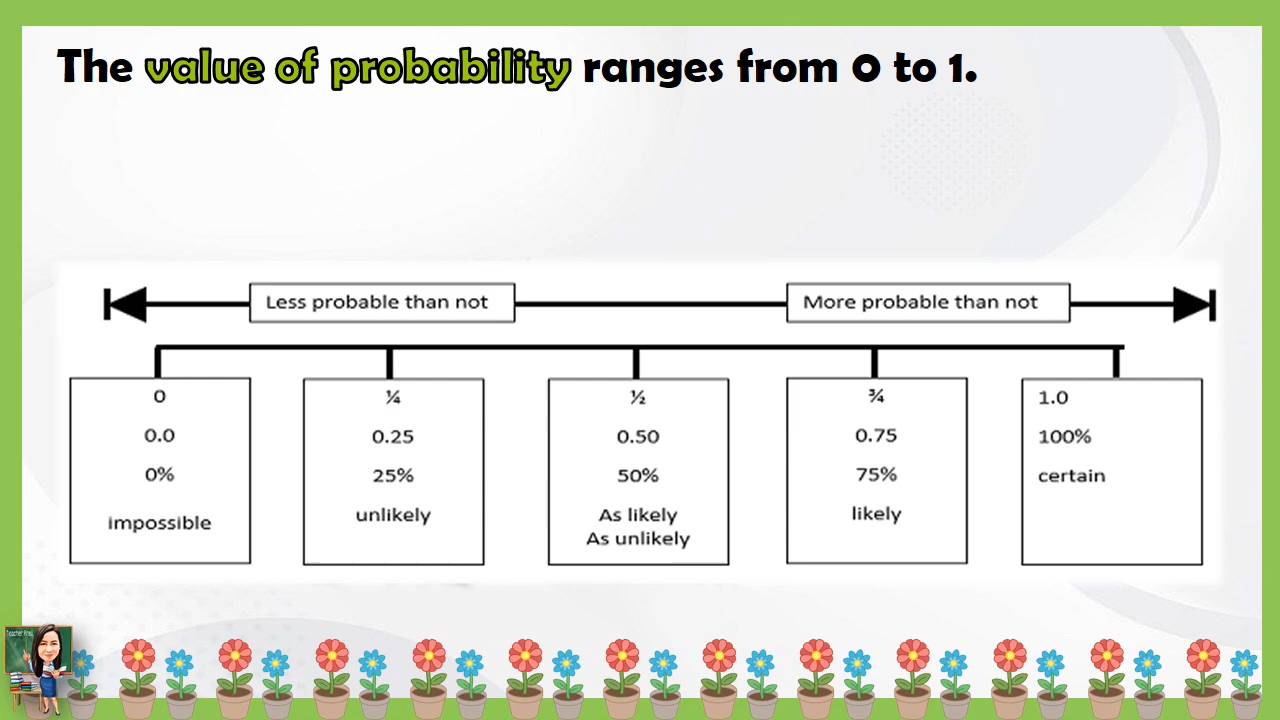 The value of probability ranges from 0 to 1.
Less probable than not
More probable than not
0
0.0
0%
impossible
¼
0.25
25%
unlikely
½
0.50
50%
As likely
As unlikely
¾
0.75
75%
likely
1.0
100%
certain